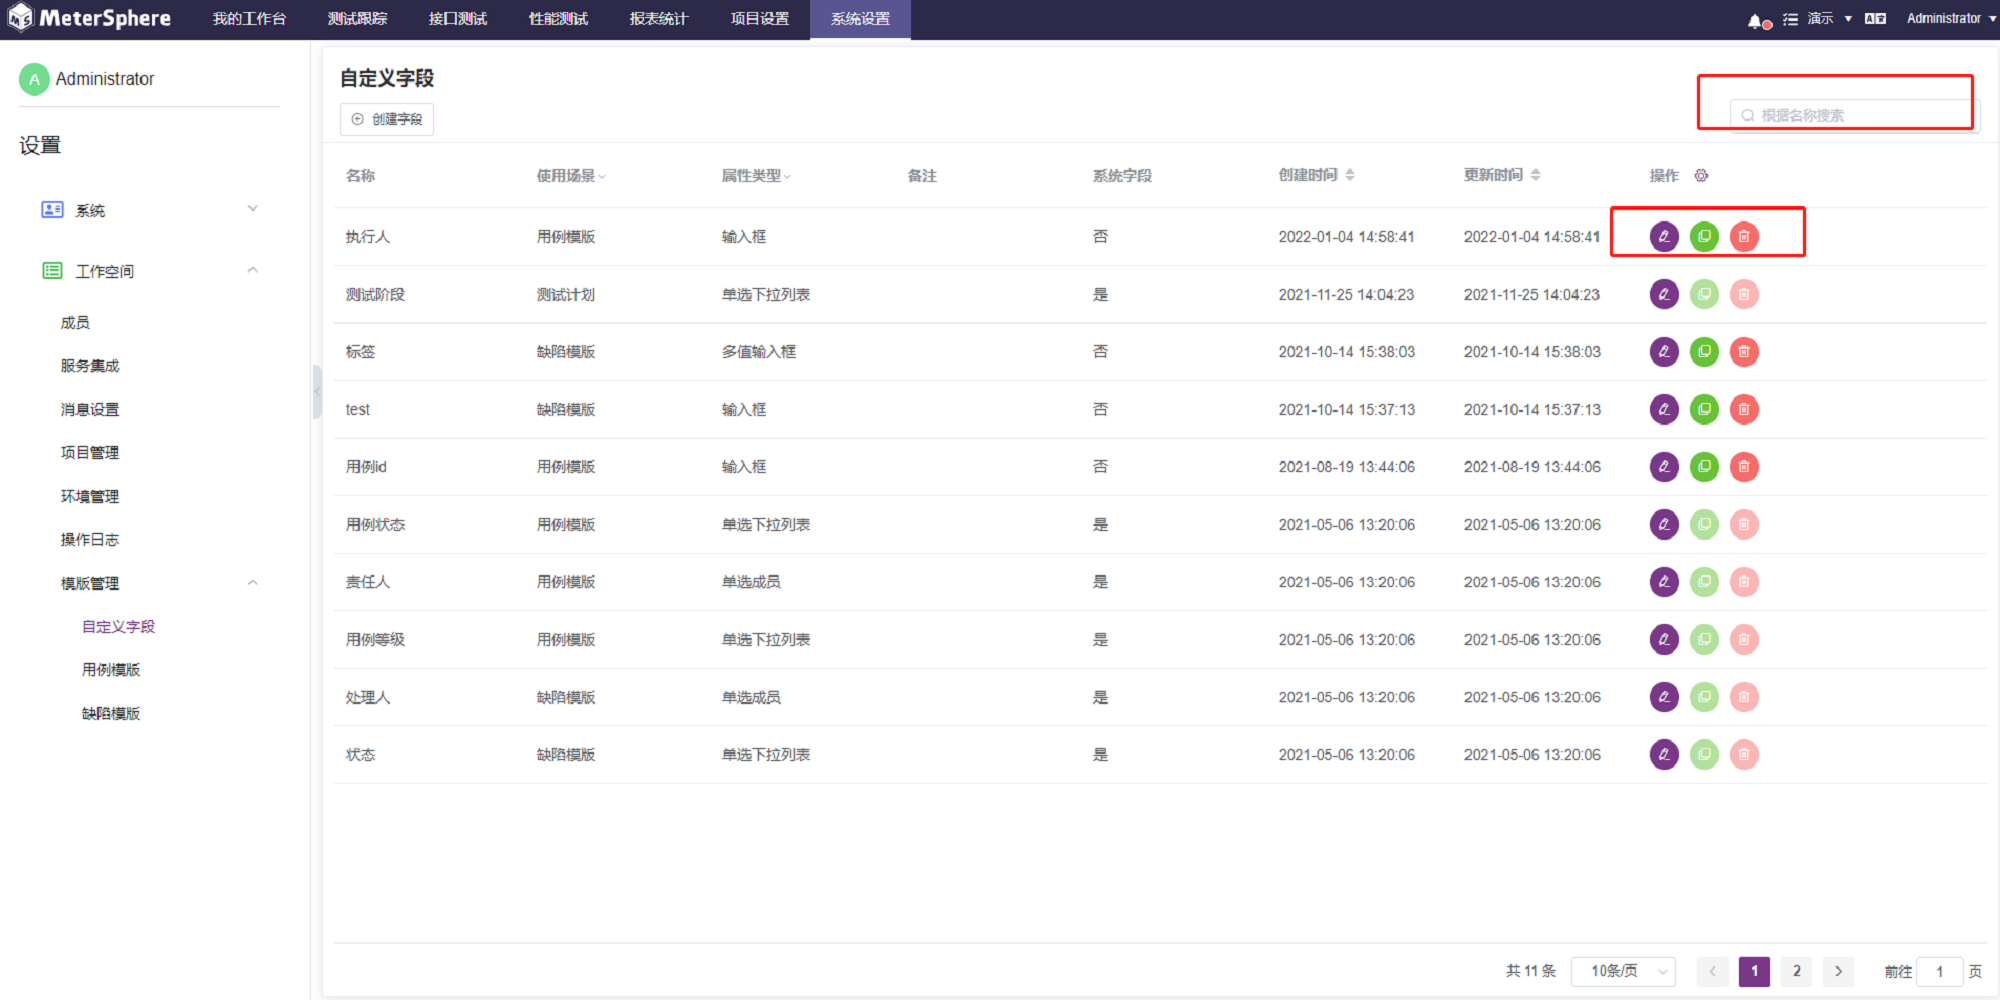 MeterSphere 我的工作台 测试跟踪 接口测试 性能测试 报表统计 项目设置 系统设置 演示 Administrator
A Administrator
设置
系统
工作空间
成员
服务集成
消息设置
项目管理
环境管理
操作日志
模版管理
自定义字段
用例模版
缺陷模版
自定义字段
创建字段
根据名称搜索
名称 使用场景 属性类型 备注 系统字段 创建时间 更新时间 操作
执行人 用例模版 输入框 否 2022-01-04 14:58:41 2022-01-04 14:58:41
测试阶段 测试计划 单选下拉列表 是 2021-11-25 14:04:23 2021-11-25 14:04:23
标签 缺陷模版 多值输入框 否 2021-10-14 15:38:03 2021-10-14 15:38:03
test 缺陷模版 输入框 否 2021-10-14 15:37:13 2021-10-14 15:37:13
用例id 用例模版 输入框 否 2021-08-19 13:44:06 2021-08-19 13:44:06
用例状态 用例模版 单选下拉列表 是 2021-05-06 13:20:06 2021-05-06 13:20:06
责任人 用例模版 单选成员 是 2021-05-06 13:20:06 2021-05-06 13:20:06
用例等级 用例模版 单选下拉列表 是 2021-05-06 13:20:06 2021-05-06 13:20:06
处理人 缺陷模版 单选成员 是 2021-05-06 13:20:06 2021-05-06 13:20:06
状态 缺陷模版 单选下拉列表 是 2021-05-06 13:20:06 2021-05-06 13:20:06
共 11 条 10条/页 1 2 前往 1 页